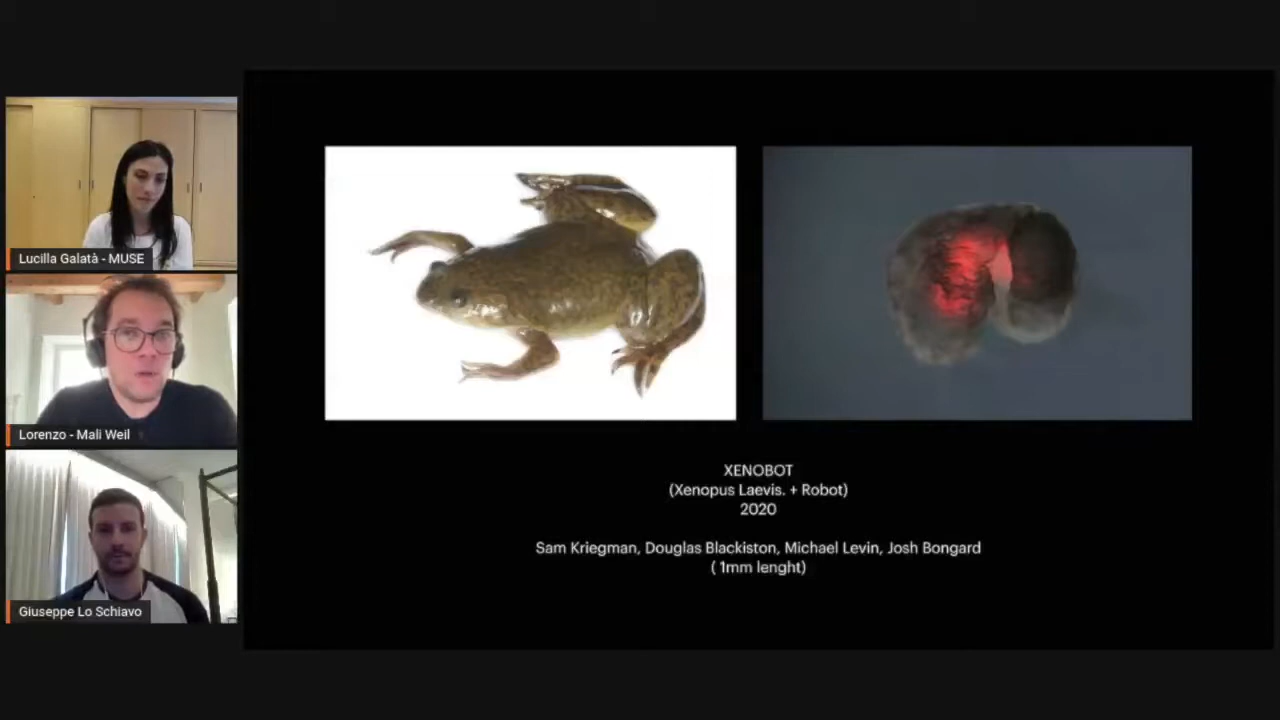 Lucilla Galatà - MUSE
Lorenzo - Mali Weil
Giuseppe Lo Schiavo
XENOBOT
(Xenopus Laevis. + Robot)
2020
Sam Kriegman, Douglas Blackiston, Michael Levin, Josh Bongard
( 1mm lenght)